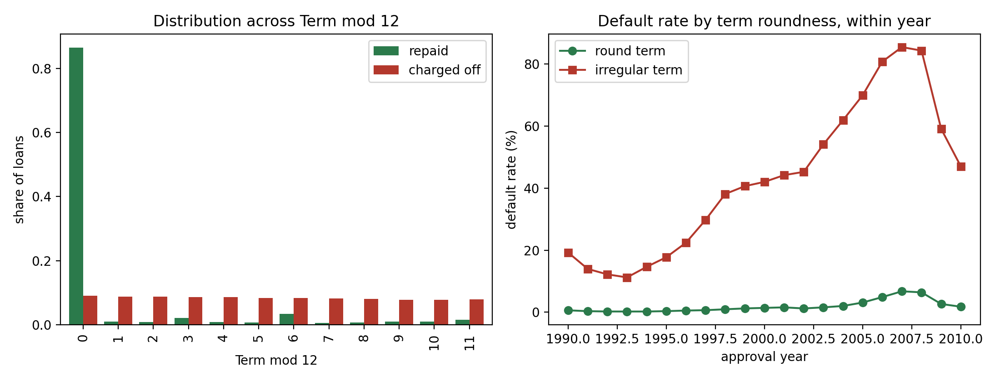 Distribution across Term mod 12
repaid
charged off
share of loans
0.8
0.6
0.4
0.2
0.0
0 1 2 3 4 5 6 7 8 9 10 11
Term mod 12
Default rate by term roundness, within year
round term
irregular term
default rate (%)
80
60
40
20
0
1990.0 1992.5 1995.0 1997.5 2000.0 2002.5 2005.0 2007.5 2010.0
approval year